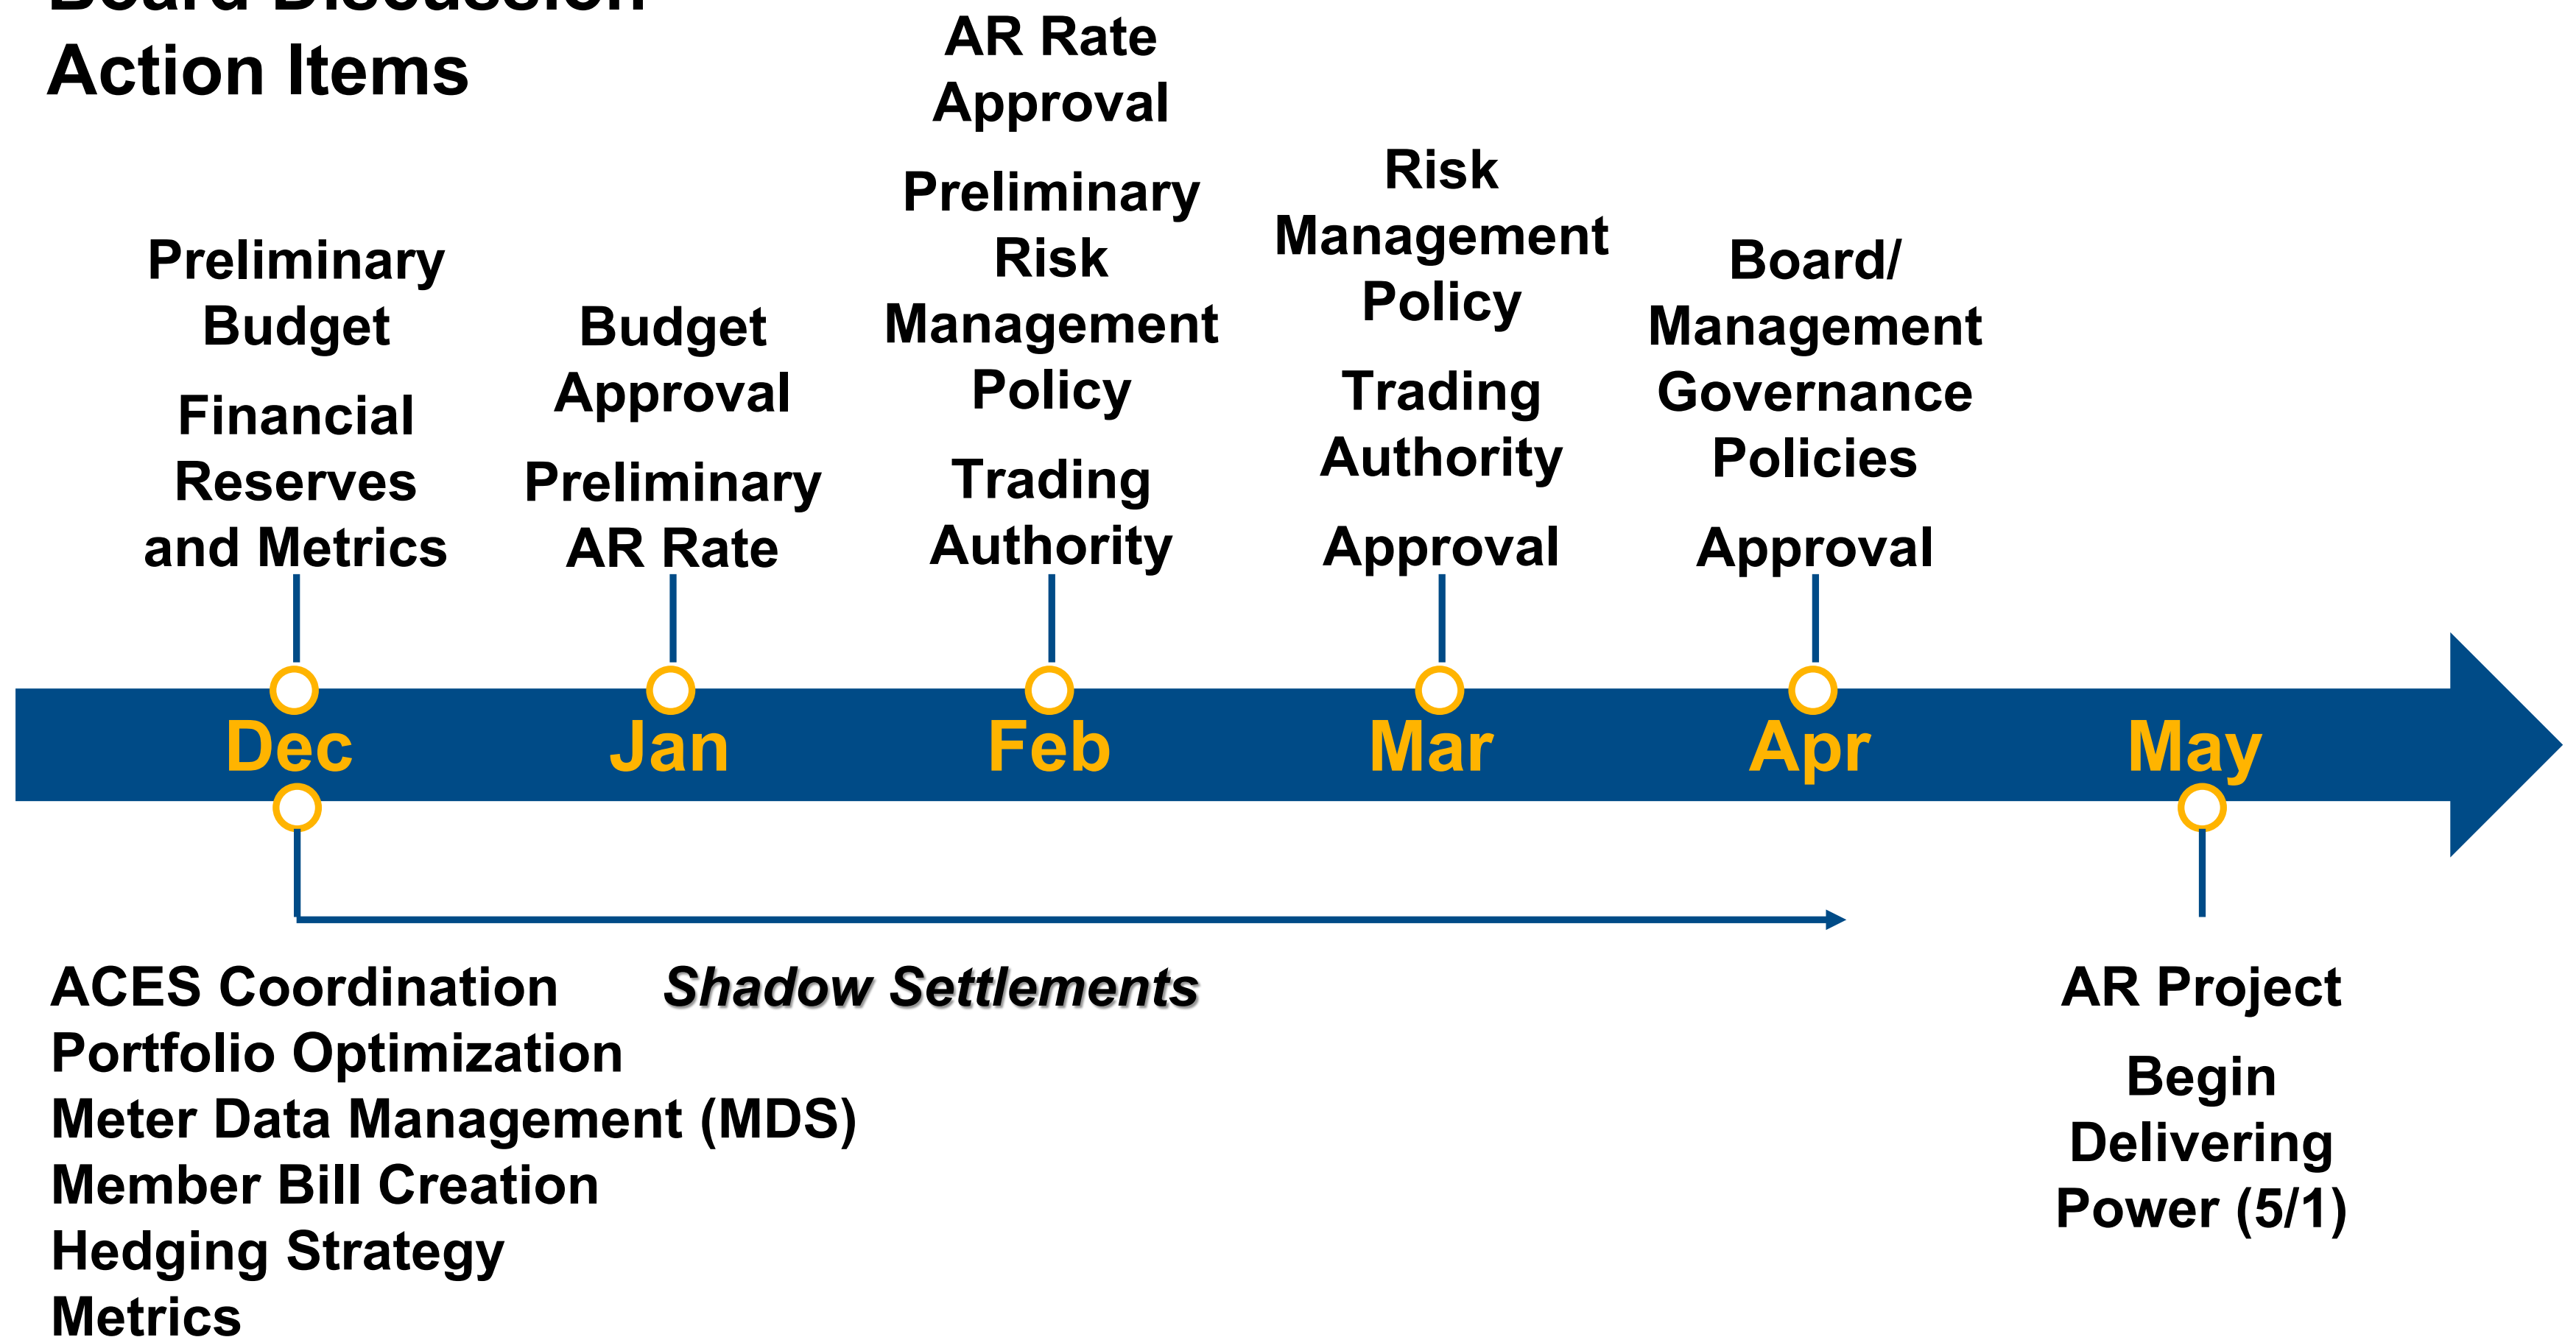 Board Discussion
Action Items
Preliminary
Budget
Financial
Reserves
and Metrics
Budget
Approval
Preliminary
AR Rate
AR Rate
Approval
Preliminary
Risk
Management
Policy
Trading
Authority
Risk
Management
Policy
Trading
Authority
Approval
Board/
Management
Governance
Policies
Approval
Dec
Jan
Feb
Mar
Apr
May
ACES Coordination
Portfolio Optimization
Meter Data Management (MDS)
Member Bill Creation
Hedging Strategy
Metrics
Shadow Settlements
AR Project
Begin
Delivering
Power (5/1)